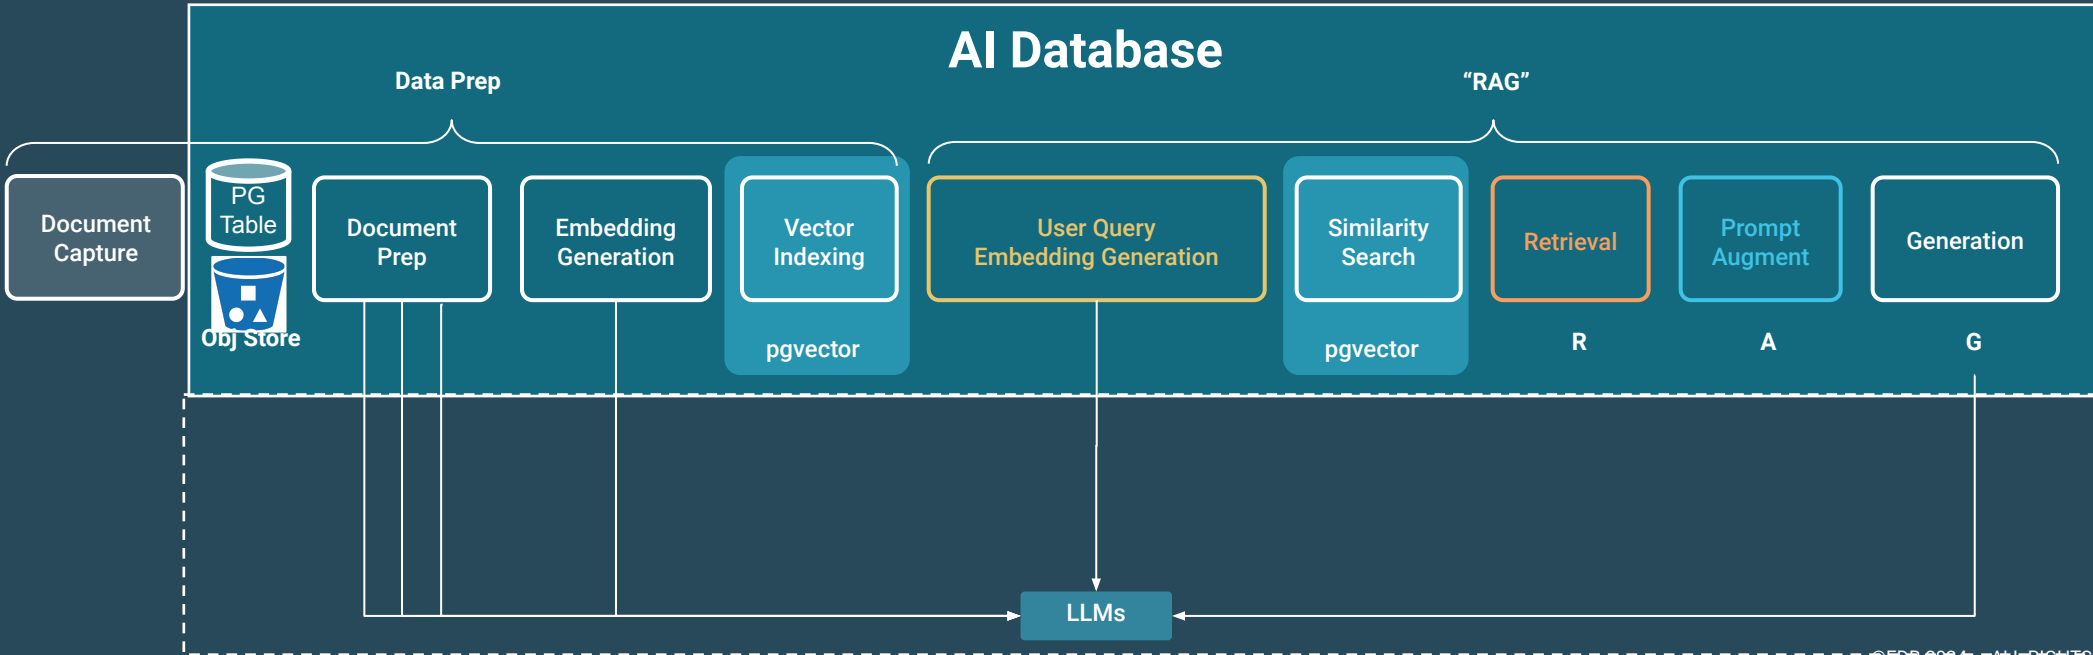 AI Database
Data Prep
“RAG”
Document
Capture
PG
Table
Obj Store
Document
Prep
Embedding
Generation
Vector
Indexing
pgvector
User Query
Embedding Generation
Similarity
Search
pgvector
Retrieval
R
Prompt
Augment
A
Generation
G
LLMs